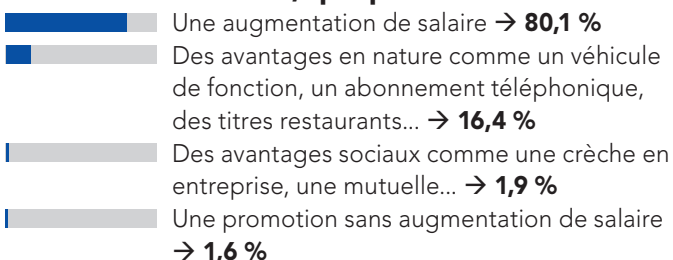 Une augmentation de salaire → 80,1 %
Des avantages en nature comme un véhicule
de fonction, un abonnement téléphonique,
des titres restaurants... → 16,4 %
Des avantages sociaux comme une crèche en
entreprise, une mutuelle... → 1,9 %
Une promotion sans augmentation de salaire
→ 1,6 %